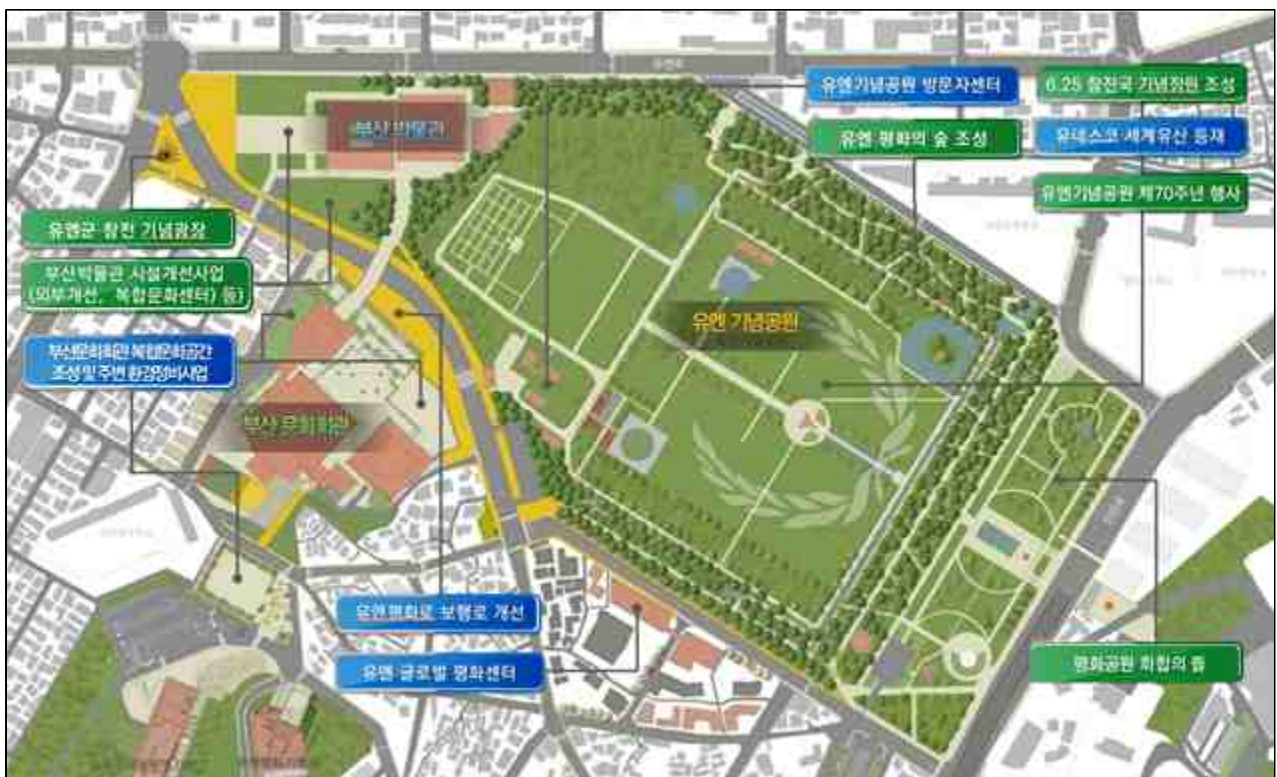 유엔기념공원 방문자센터
6.25 참전국 기념정원 조성
유엔 평화의 숲 조성
유네스코 세계유산 등재
유엔기념공원 제70주년 행사
부산 박물관
유엔군 참전 기념광장
부산박물관 시설개선사업
(외부개선, 복합문화센터) 등)
유엔 기념공원
부산문화회관 복합문화공간
조성 및 주변 환경정비사업
부산 문화회관
유엔평화로 보행로 개선
유엔 글로벌 평화센터
평화공원 화합의 뜰